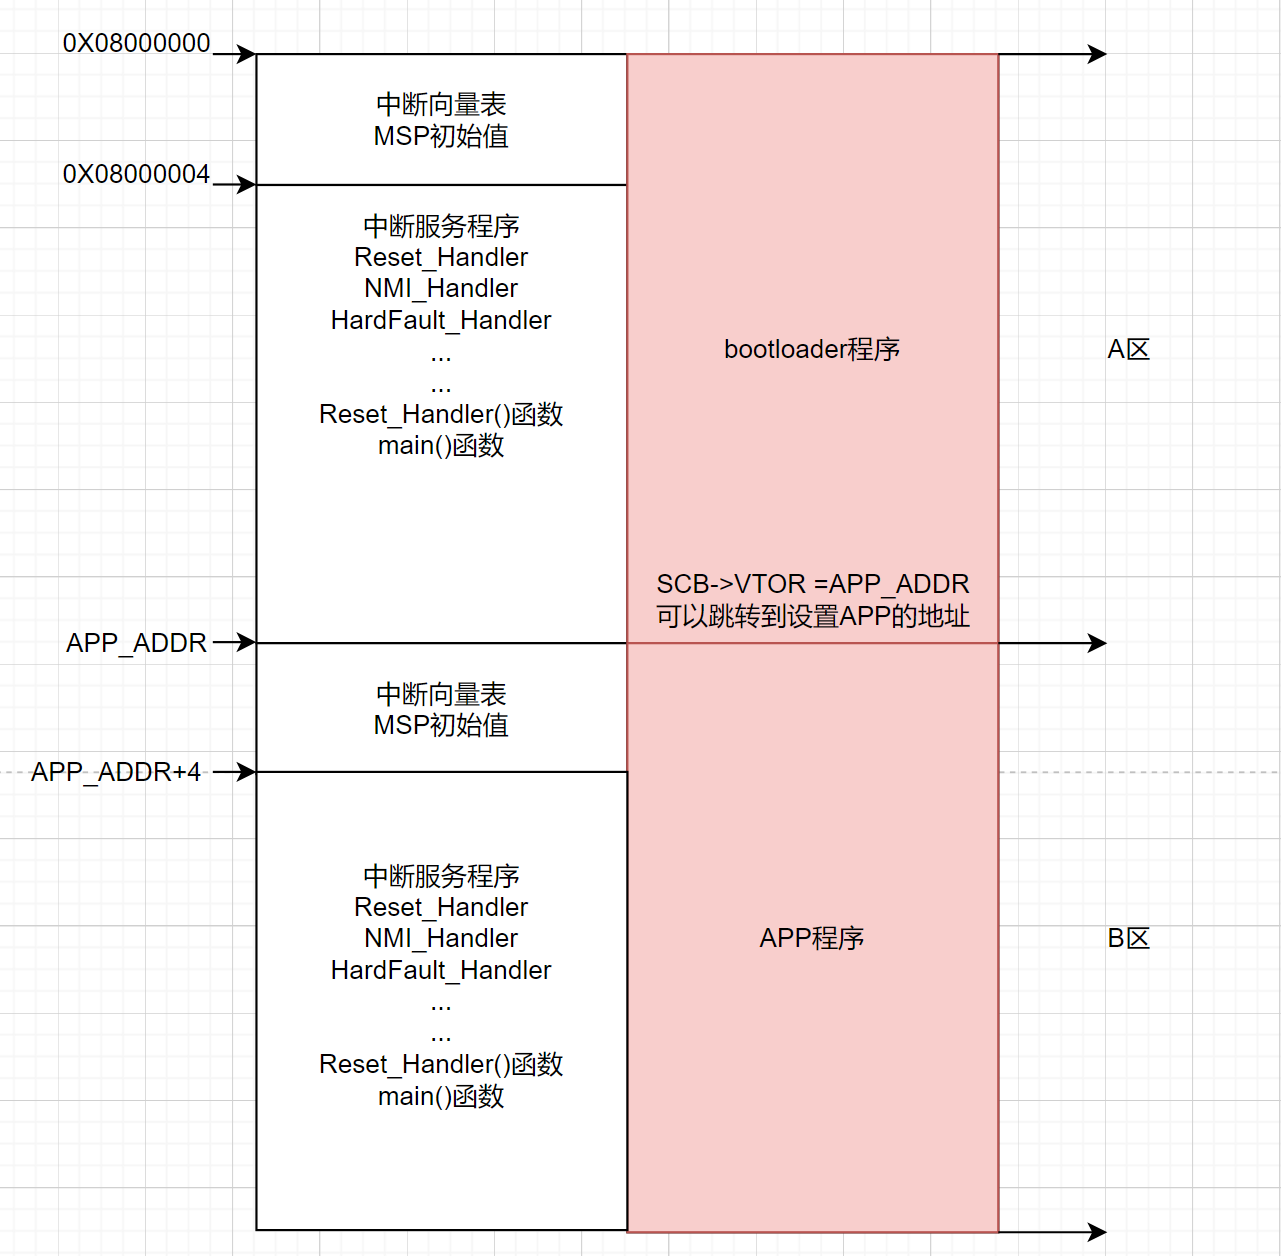 0X08000000
中断向量表
MSP初始值
0X08000004
中断服务程序
Reset_Handler
NMI_Handler
HardFault_Handler
...
...
Reset_Handler()函数
main()函数
bootloader程序
A区
SCB->VTOR =APP_ADDR
可以跳转到设置APP的地址
APP_ADDR
中断向量表
MSP初始值
APP_ADDR+4
中断服务程序
Reset_Handler
NMI_Handler
HardFault_Handler
...
...
Reset_Handler()函数
main()函数
APP程序
B区